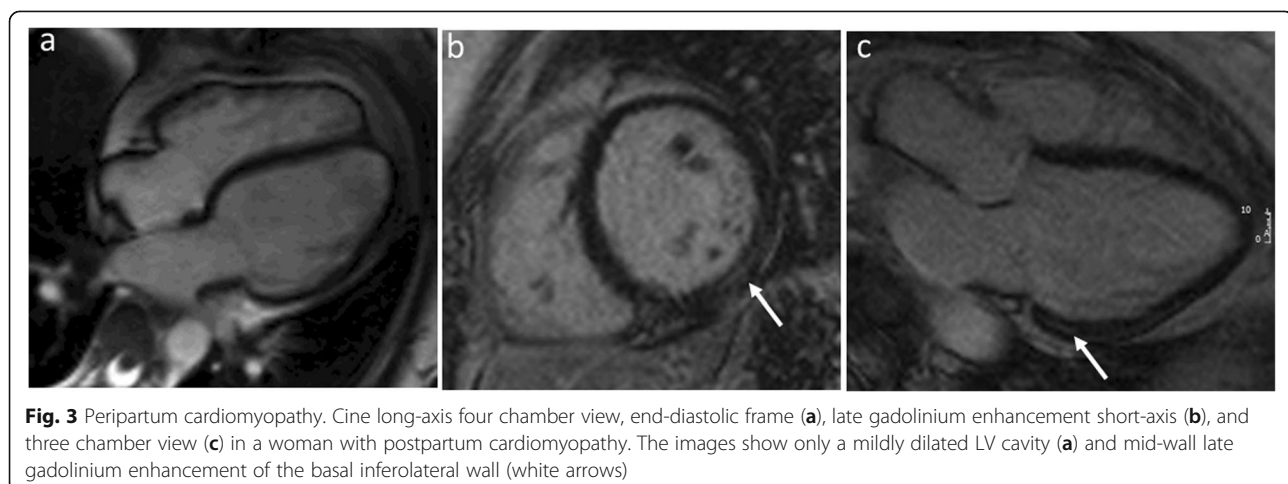 a
b
c
10
0
Fig. 3 Peripartum cardiomyopathy. Cine long-axis four chamber view, end-diastolic frame (a), late gadolinium enhancement short-axis (b), and
three chamber view (c) in a woman with postpartum cardiomyopathy. The images show only a mildly dilated LV cavity (a) and mid-wall late
gadolinium enhancement of the basal inferolateral wall (white arrows)